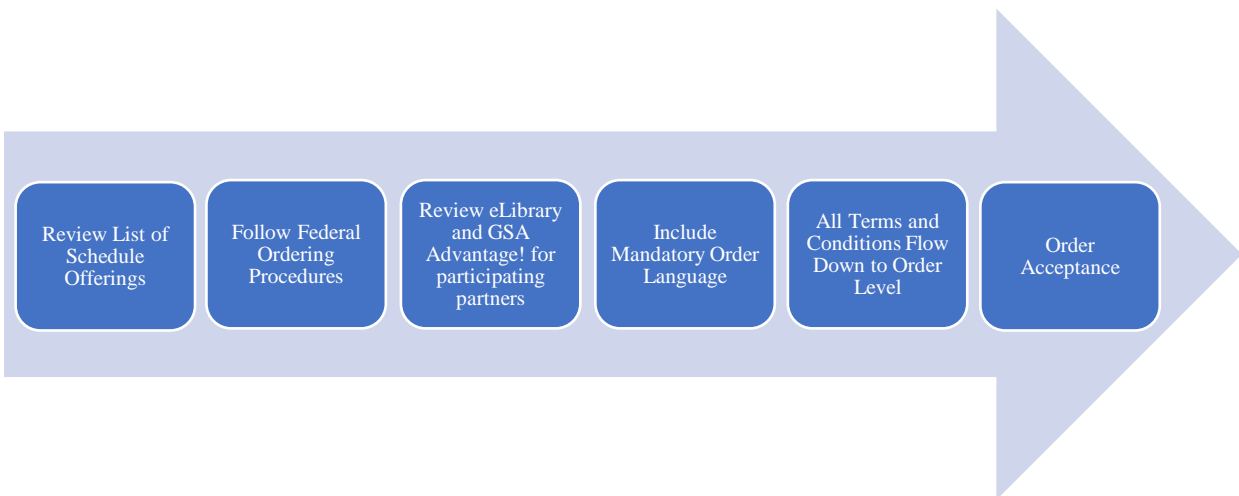 Review List of
Schedule
Offerings
Follow Federal
Ordering
Procedures
Review eLibrary
and GSA
Advantage! for
participating
partners
Include
Mandatory Order
Language
All Terms and
Conditions Flow
Down to Order
Level
Order
Acceptance